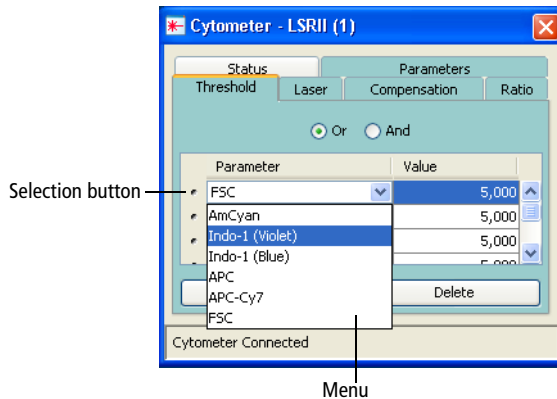 Cytometer - LSRII (1)
Status Parameters
Threshold Laser Compensation Ratio
Or And
Parameter Value
Selection button
FSC 5,000
AmCyan 5,000
Indo-1 (Violet) 5,000
Indo-1 (Blue)
APC
APC-Cy7 Delete
FSC
Cytometer Connected
Menu